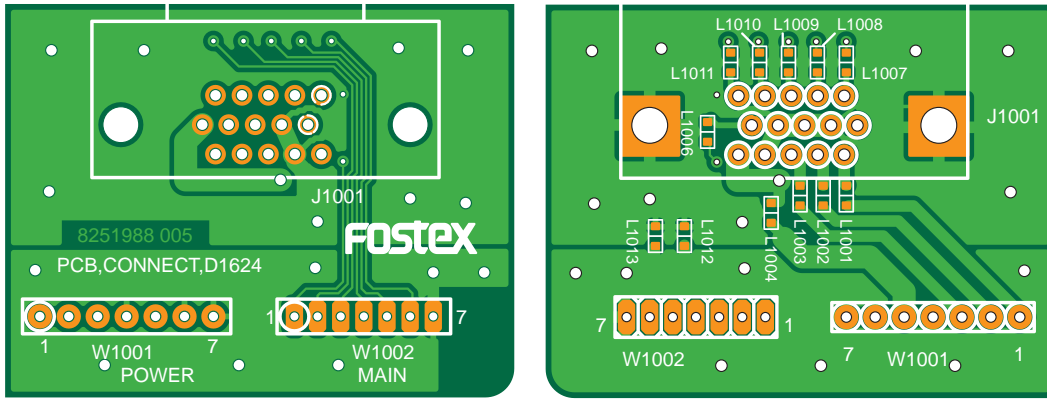 J1001
8251988 005
FOSTEX
PCB,CONNECT,D1624
1
7
W1001
POWER
1
7
W1002
MAIN
L1010
L1009
L1008
L1011
L1007
J1001
L1006
L1013
L1012
L1004
L1003
L1002
L1001
7
1
W1002
7
W1001
1